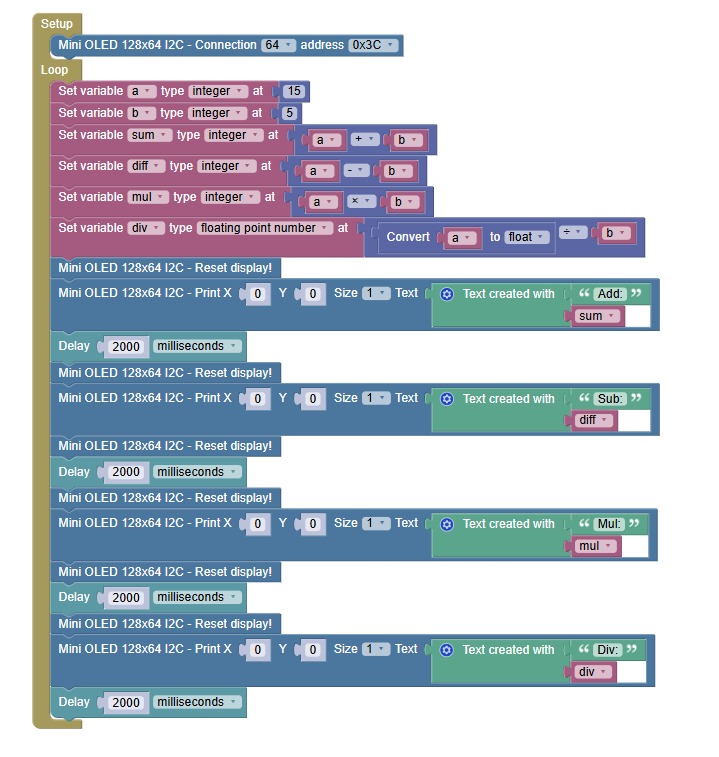 Setup
Mini OLED 128x64 I2C - Connection 64 address 0x3C
Loop
Set variable a type integer at 15
Set variable b type integer at 5
Set variable sum type integer at a + b
Set variable diff type integer at a - b
Set variable mul type integer at a × b
Set variable div type floating point number at Convert a to float ÷ b
Mini OLED 128x64 I2C - Reset display!
Mini OLED 128x64 I2C - Print X 0 Y 0 Size 1 Text Text created with “ Add: ”
sum
Delay 2000 milliseconds
Mini OLED 128x64 I2C - Reset display!
Mini OLED 128x64 I2C - Print X 0 Y 0 Size 1 Text Text created with “ Sub: ”
diff
Mini OLED 128x64 I2C - Reset display!
Delay 2000 milliseconds
Mini OLED 128x64 I2C - Reset display!
Mini OLED 128x64 I2C - Print X 0 Y 0 Size 1 Text Text created with “ Mul: ”
mul
Mini OLED 128x64 I2C - Reset display!
Delay 2000 milliseconds
Mini OLED 128x64 I2C - Reset display!
Mini OLED 128x64 I2C - Print X 0 Y 0 Size 1 Text Text created with “ Div: ”
div
Delay 2000 milliseconds